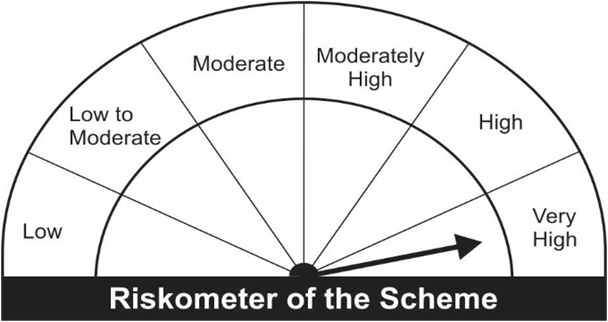 Low
Low to
Moderate
Moderate
Moderately
High
High
Very
High
Riskometer of the Scheme